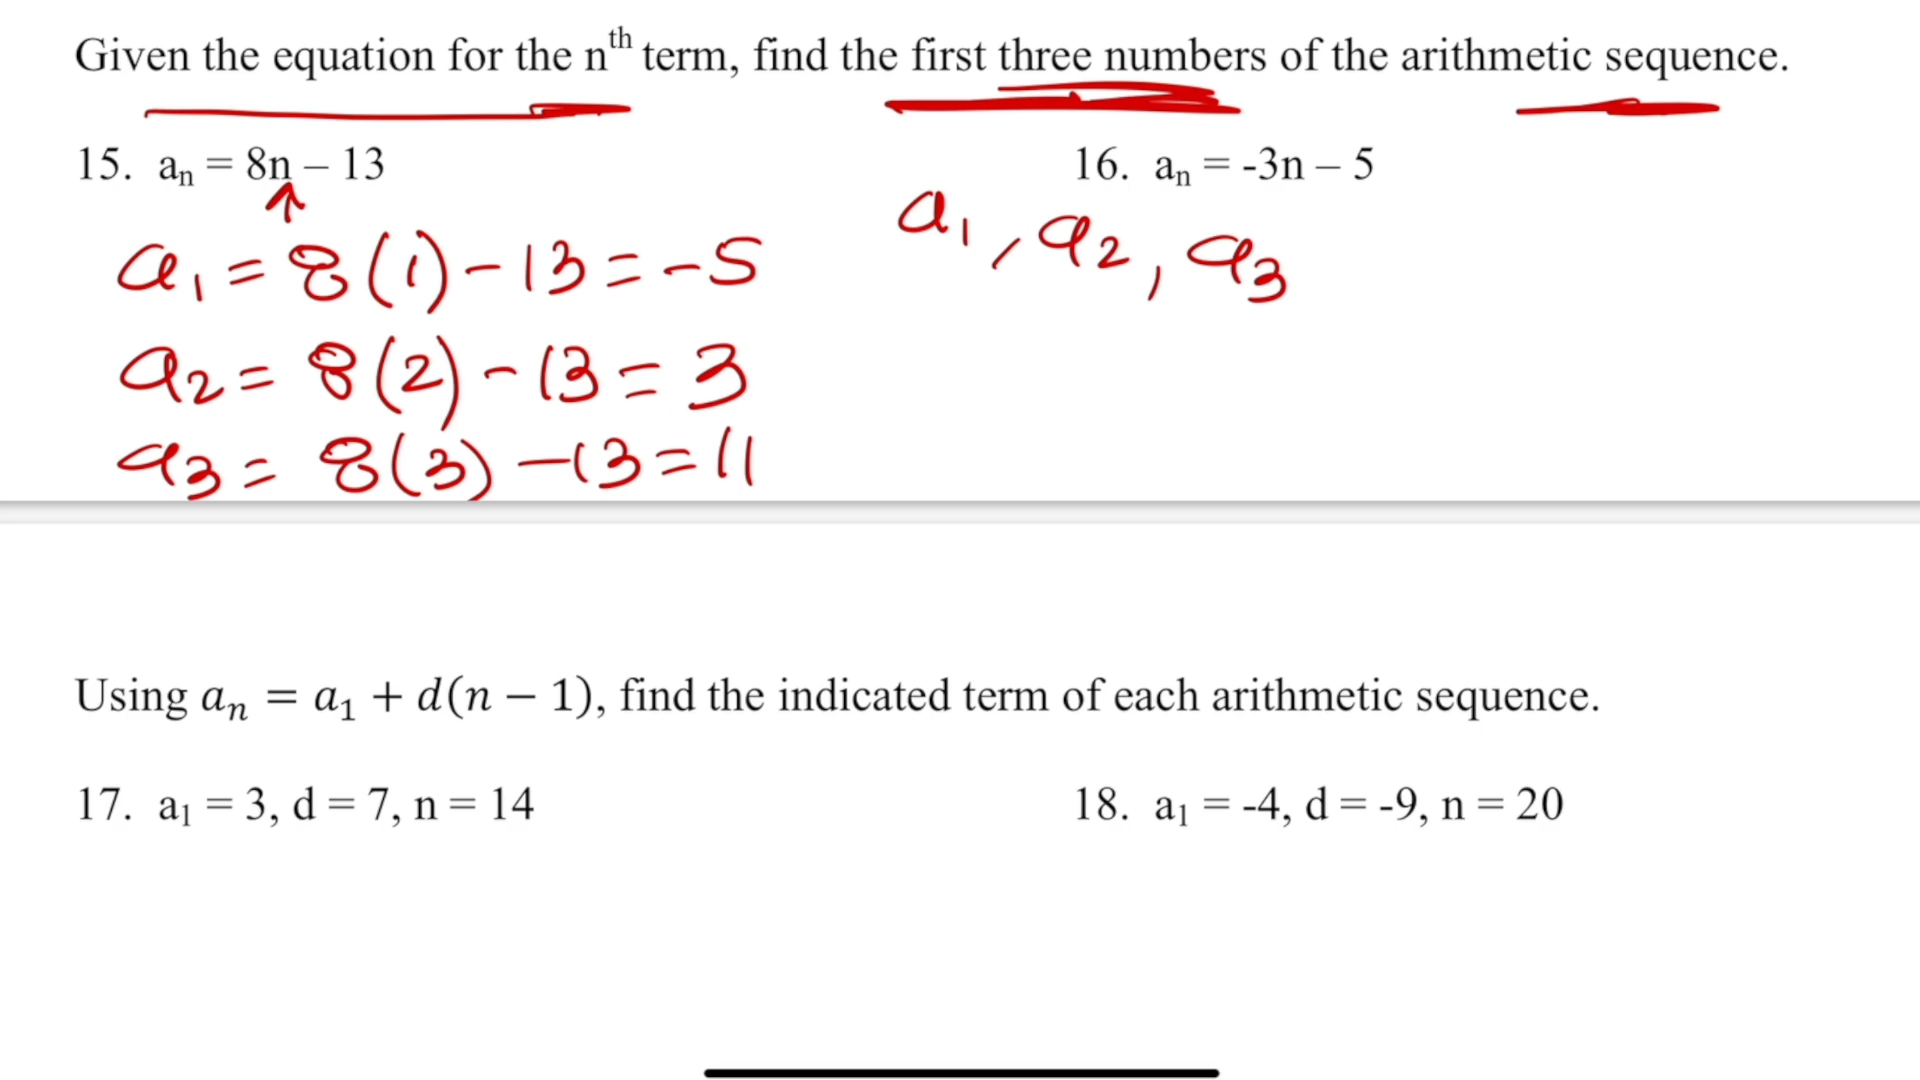 Given the equation for the nth term, find the first three numbers of the arithmetic sequence.
15. an = 8n – 13
16. an = -3n – 5
a1, a2, a3
a1 = 8(1) - 13 = -5
a2 = 8(2) - 13 = 3
a3 = 8(3) - 13 = 11
Using an = a1 + d(n − 1), find the indicated term of each arithmetic sequence.
17. a1 = 3, d = 7, n = 14
18. a1 = -4, d = -9, n = 20